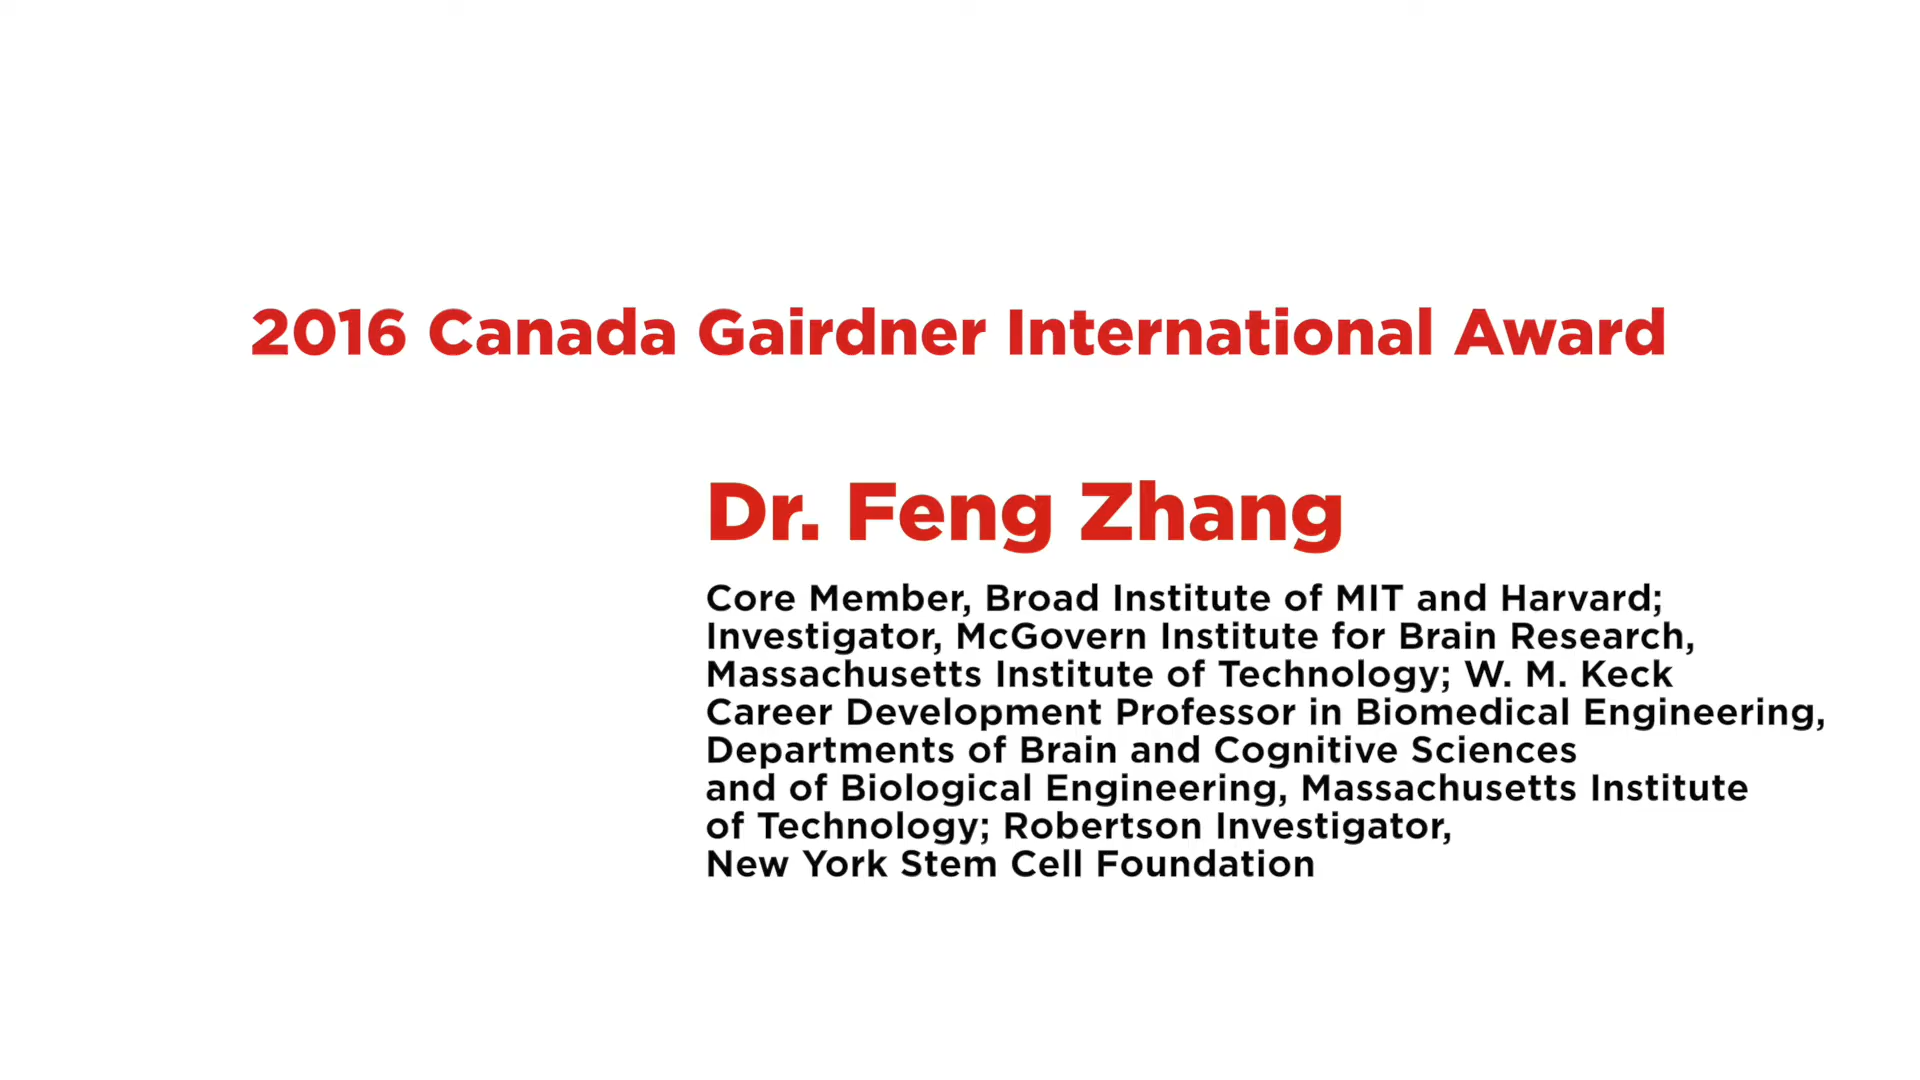 2016 Canada Gairdner International Award
Dr. Feng Zhang
Core Member, Broad Institute of MIT and Harvard;
Investigator, McGovern Institute for Brain Research,
Massachusetts Institute of Technology; W. M. Keck
Career Development Professor in Biomedical Engineering,
Departments of Brain and Cognitive Sciences
and of Biological Engineering, Massachusetts Institute
of Technology; Robertson Investigator,
New York Stem Cell Foundation